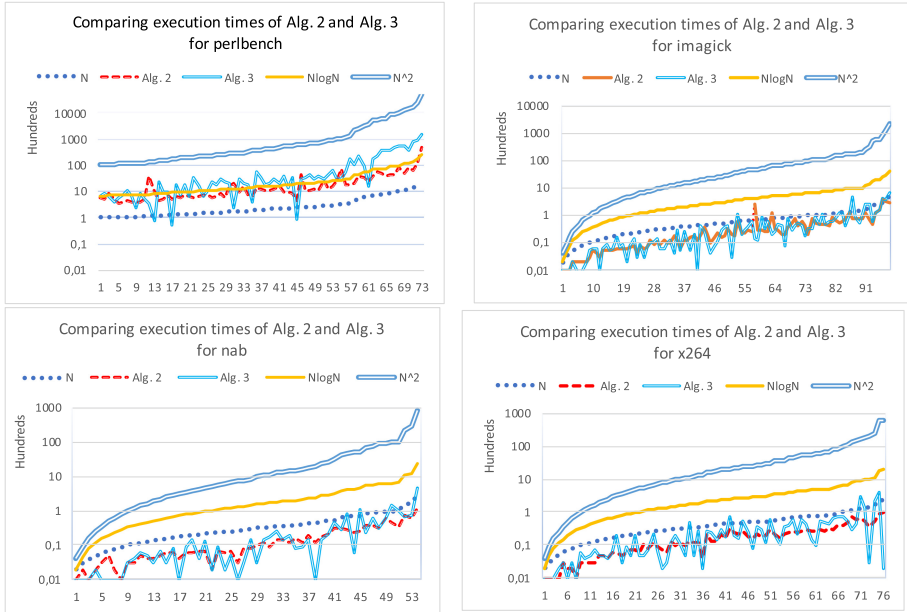 Comparing execution times of Alg. 2 and Alg. 3
for perlbench
N Alg. 2 Alg. 3 NlogN N^2
Hundreds
10000
1000
100
10
1
0,1
0,01
1 5 9 13 17 21 25 29 33 37 41 45 49 53 57 61 65 69 73
Comparing execution times of Alg. 2 and Alg. 3
for imagick
N Alg. 2 Alg. 3 NlogN N^2
Hundreds
10000
1000
100
10
1
0,1
0,01
1 10 19 28 37 46 55 64 73 82 91
Comparing execution times of Alg. 2 and Alg. 3
for nab
N Alg. 2 Alg. 3 NlogN N^2
Hundreds
1000
100
10
1
0,1
0,01
1 5 9 13 17 21 25 29 33 37 41 45 49 53
Comparing execution times of Alg. 2 and Alg. 3
for x264
N Alg. 2 Alg. 3 NlogN N^2
Hundreds
1000
100
10
1
0,1
0,01
1 6 11 16 21 26 31 36 41 46 51 56 61 66 71 76